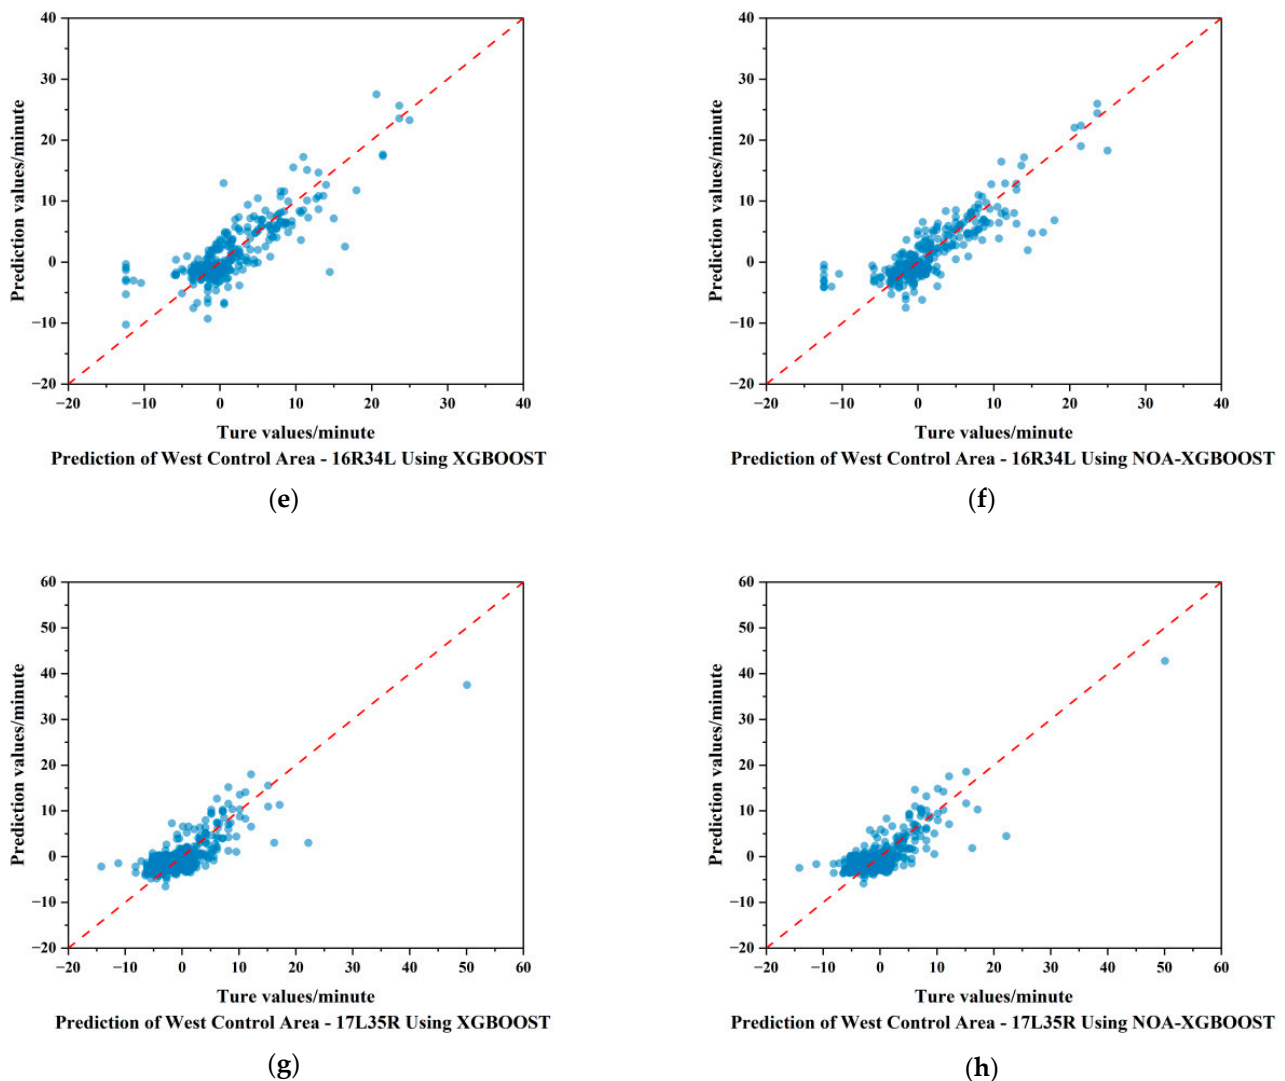 40
30
20
10
0
−10
−20
−20 −10 0 10 20 30 40
Prediction values/minute
Ture values/minute
Prediction of West Control Area - 16R34L Using XGBOOST
(e)
40
30
20
10
0
−10
−20
−20 −10 0 10 20 30 40
Prediction values/minute
Ture values/minute
Prediction of West Control Area - 16R34L Using NOA-XGBOOST
(f)
60
50
40
30
20
10
0
−10
−20
−20 −10 0 10 20 30 40 50 60
Prediction values/minute
Ture values/minute
Prediction of West Control Area - 17L35R Using XGBOOST
(g)
60
50
40
30
20
10
0
−10
−20
−20 −10 0 10 20 30 40 50 60
Prediction values/minute
Ture values/minute
Prediction of West Control Area - 17L35R Using NOA-XGBOOST
(h)